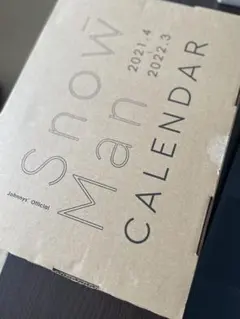 Snow
Man
2021.4
2022.3
CALENDAR
Johnnys' Official